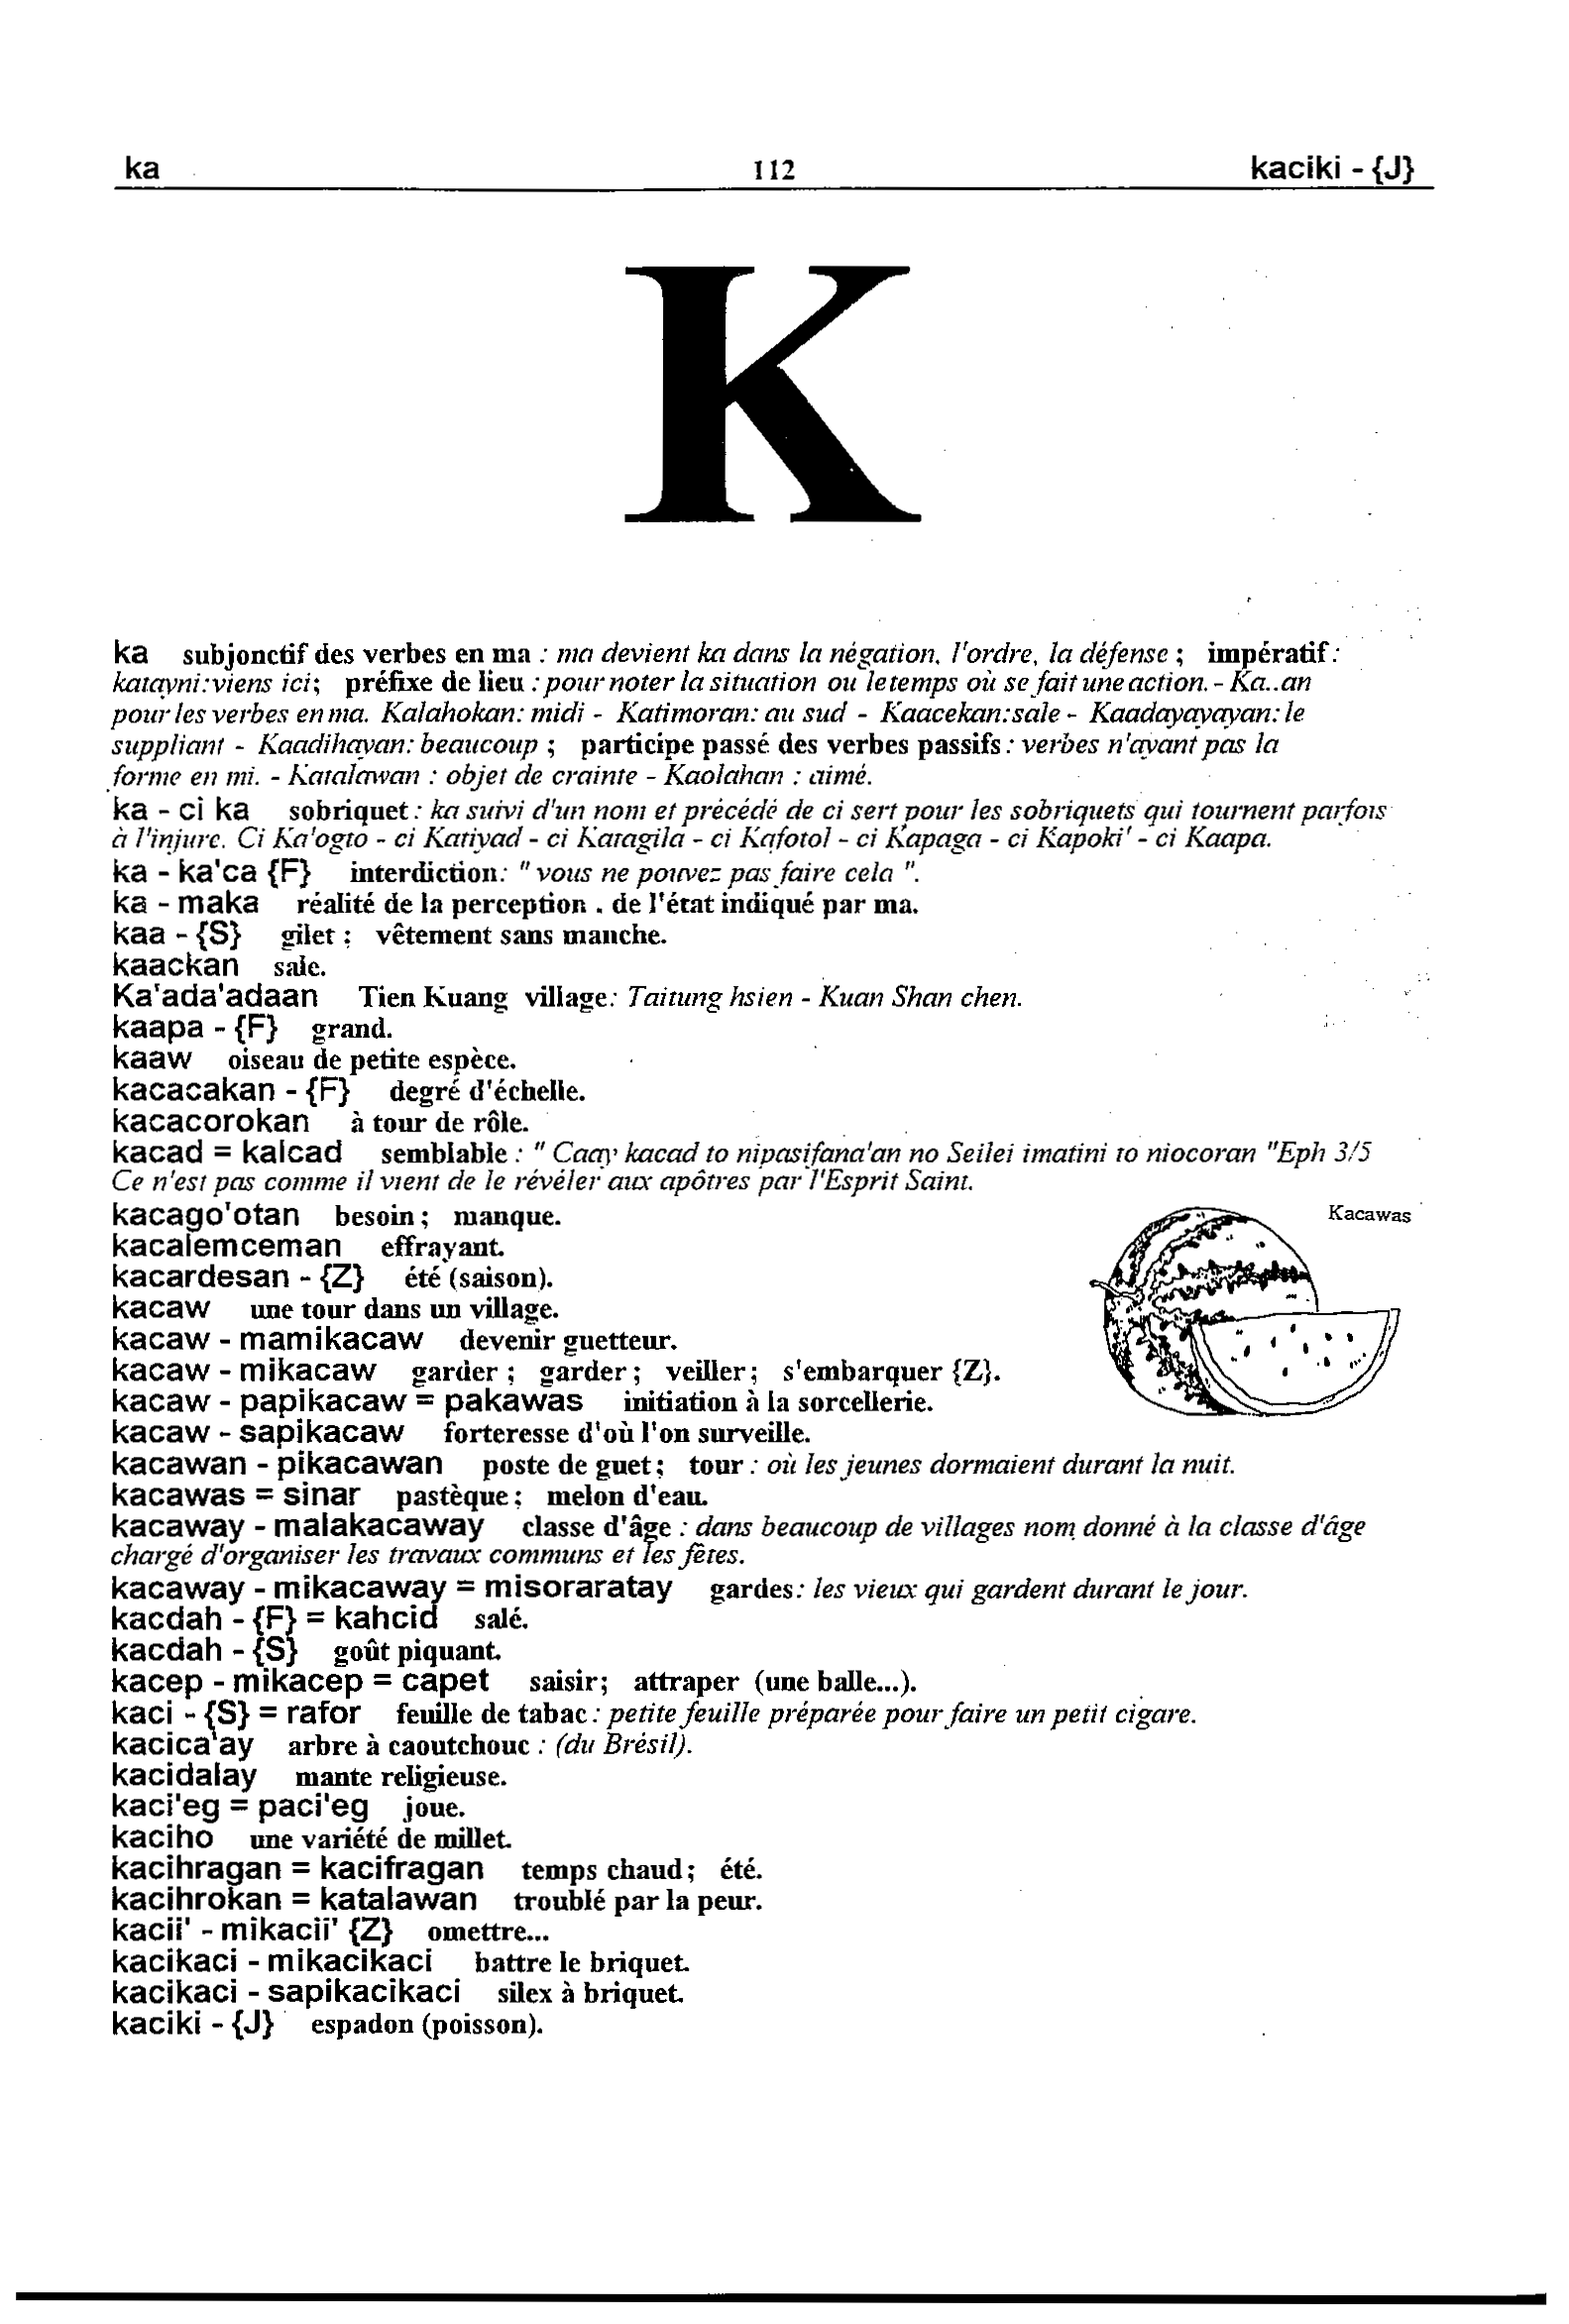 ka 112 kaciki - {J}
K
ka subjonctif des verbes en ma : ma devient ka dans la négation, l'ordre, la défense ; impératif :
katayni: viens ici; préfixe de lieu : pour noter la situation ou le temps où se fait une action. - Ka..an
pour les verbes en ma. Kalahokan: midi - Katimoran: au sud - Kaacekan: sale - Kaadayayayan: le
suppliant - Kaadihayan: beaucoup ; participe passé des verbes passifs : verbes n'ayant pas la
forme en mi. - Katalawan : objet de crainte - Kaolahan : aimé.
ka - ci ka sobriquet : ka suivi d'un nom et précédé de ci sert pour les sobriquets qui tournent parfois
à l'injure. Ci Ka'ogto - ci Katiyad - ci Karagila - ci Kafotol - ci Kapaga - ci Kapoki' - ci Kaapa.
ka - ka'ca {F} interdiction: " vous ne pouvez pas faire cela ".
ka - maka réalité de la perception . de l'état indiqué par ma.
kaa - {S} gilet ; vêtement sans manche.
kaackan sale.
Ka'ada'adaan Tien Kuang village: Taitung hsien - Kuan Shan chen.
kaapa - {F} grand.
kaaw oiseau de petite espèce.
kacacakan - {F} degré d'échelle.
kacacorokan à tour de rôle.
kacad = kalcad semblable : " Caay kacad to nipasifana'an no Seilei imatini to niocoran "Eph 3/5
Ce n'est pas comme il vient de le révéler aux apôtres par l'Esprit Saint.
kacago'otan besoin ; manque.
Kacawas
kacalemceman effrayant.
kacardesan - {Z} été (saison).
kacaw une tour dans un village.
kacaw - mamikacaw devenir guetteur.
kacaw - mikacaw garder ; garder ; veiller ; s'embarquer {Z}.
kacaw - papikacaw = pakawas initiation à la sorcellerie.
kacaw - sapikacaw forteresse d'où l'on surveille.
kacawan - pikacawan poste de guet ; tour : où les jeunes dormaient durant la nuit.
kacawas = sinar pastèque ; melon d'eau.
kacaway - malakacaway classe d'âge : dans beaucoup de villages nom donné à la classe d'âge
chargé d'organiser les travaux communs et les fêtes.
kacaway - mikacaway = misoraratay gardes: les vieux qui gardent durant le jour.
kacdah - {F} = kahcid salé.
kacdah - {S} goût piquant.
kacep - mikacep = capet saisir; attraper (une balle...).
kaci - {S} = rafor feuille de tabac : petite feuille préparée pour faire un petit cigare.
kacica'ay arbre à caoutchouc : (du Brésil).
kacidalay mante religieuse.
kaci'eg = paci'eg joue.
kaciho une variété de millet.
kacihragan = kacifragan temps chaud ; été.
kacihrokan = katalawan troublé par la peur.
kacii' - mikacii' {Z} omettre...
kacikaci - mikacikaci battre le briquet.
kacikaci - sapikacikaci silex à briquet.
kaciki - {J} espadon (poisson).